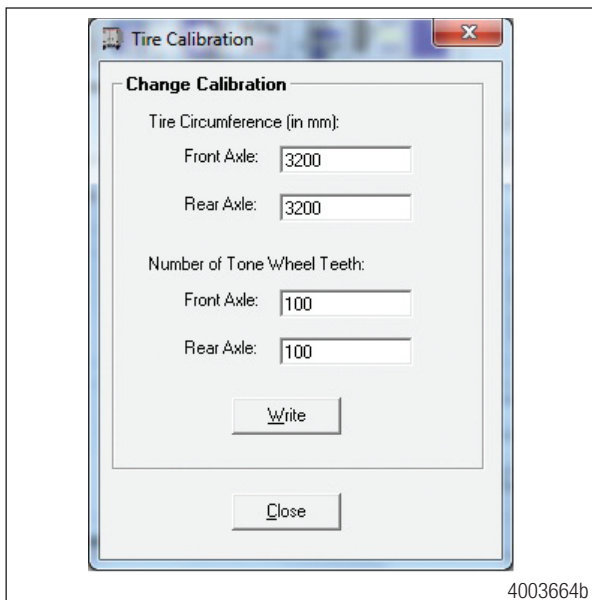 Tire Calibration
Change Calibration
Tire Circumference (in mm):
Front Axle: 3200
Rear Axle: 3200
Number of Tone Wheel Teeth:
Front Axle: 100
Rear Axle: 100
Write
Close
4003664b